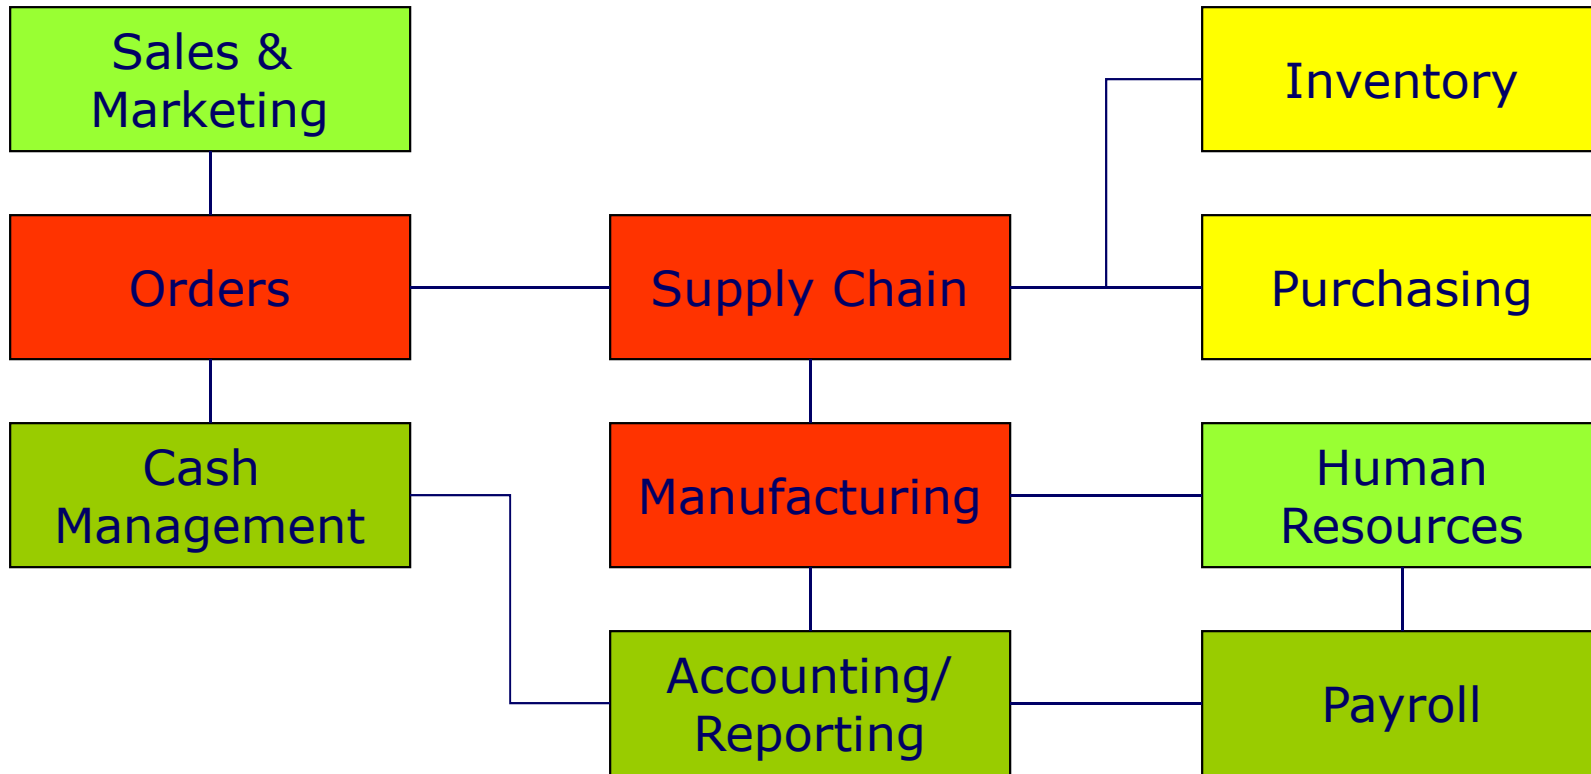 Sales &
Marketing
Inventory
Orders
Supply Chain
Purchasing
Cash
Management
Manufacturing
Human
Resources
Accounting/
Reporting
Payroll